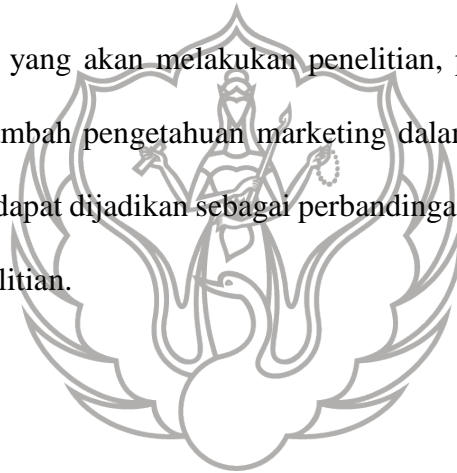 yang akan melakukan penelitian,
mbah pengetahuan marketing dalam
dapat dijadikan sebagai perbandinga
litian.